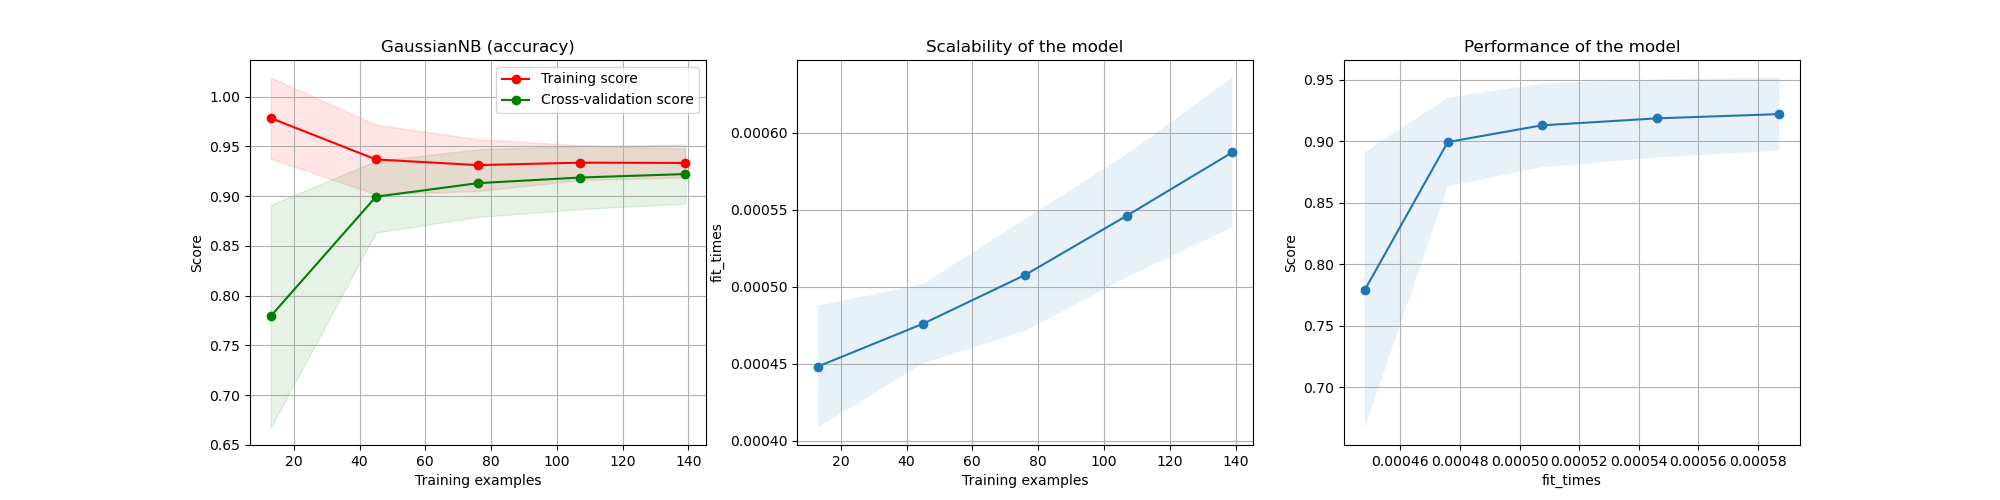 GaussianNB (accuracy)
Training score
Cross-validation score
Score
1.00
0.95
0.90
0.85
0.80
0.75
0.70
0.65
20 40 60 80 100 120 140
Training examples
Scalability of the model
fit_times
0.00060
0.00055
0.00050
0.00045
0.00040
20 40 60 80 100 120 140
Training examples
Performance of the model
Score
0.95
0.90
0.85
0.80
0.75
0.70
0.00046 0.00048 0.00050 0.00052 0.00054 0.00056 0.00058
fit_times